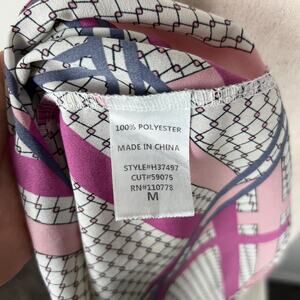 100% POLYESTER
MADE IN CHINA
STYLE#H37497
CUT#59075
RN#110778
M